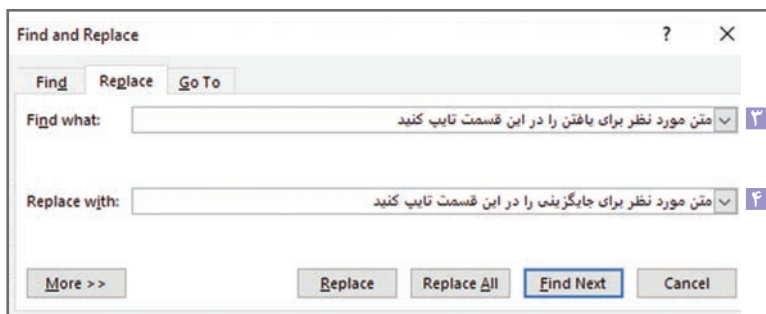 Find and Replace ? ×
Find Replace Go To
Find what: متن مورد نظر برای یافتن را در این قسمت تایپ کنید ۳
Replace with: متن مورد نظر برای جایگزینی را در این قسمت تایپ کنید ۴
More >> Replace Replace All Find Next Cancel